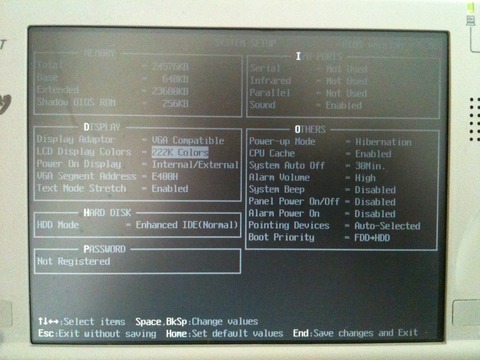 MEMORY
Total = 24576KB
Base = 640KB
Extended = 23680KB
Shadow BIOS ROM = 256KB
DISPLAY
Display Adaptor = VGA Compatible
LCD Display Colors = 222K Colors
Power On Display = Internal/External
VGA Segment Address = E400H
Text Mode Stretch = Enabled
HARD DISK
HDD Mode = Enhanced IDE(Normal)
PASSWORD
Not Registered
SYSTEM SETUP
I/O PORTS
Serial = Not Used
Infrared = Not Used
Parallel = Not Used
Sound = Enabled
OTHERS
Power-up Mode = Hibernation
CPU Cache = Enabled
System Auto Off = 30Min.
Alarm Volume = High
System Beep = Disabled
Panel Power On/Off = Disabled
Alarm Power On = Disabled
Pointing Devices = Auto-Selected
Boot Priority = FDD→HDD
↑↓←→:Select items Space,BkSp:Change values
Esc:Exit without saving Home:Set default values End:Save changes and Exit